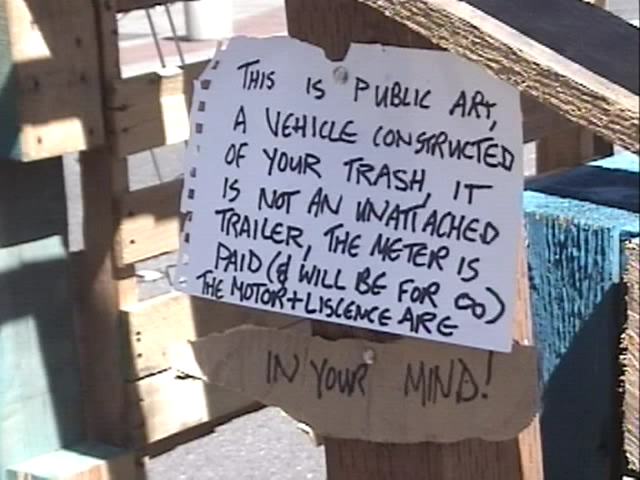 THIS IS PUBLIC ART,
A VEHICLE CONSTRUCTED
OF YOUR TRASH, IT
IS NOT AN UNATTACHED
TRAILER, THE METER IS
PAID (& WILL BE FOR ∞)
THE MOTOR + LISCENCE ARE
IN YOUR MIND!